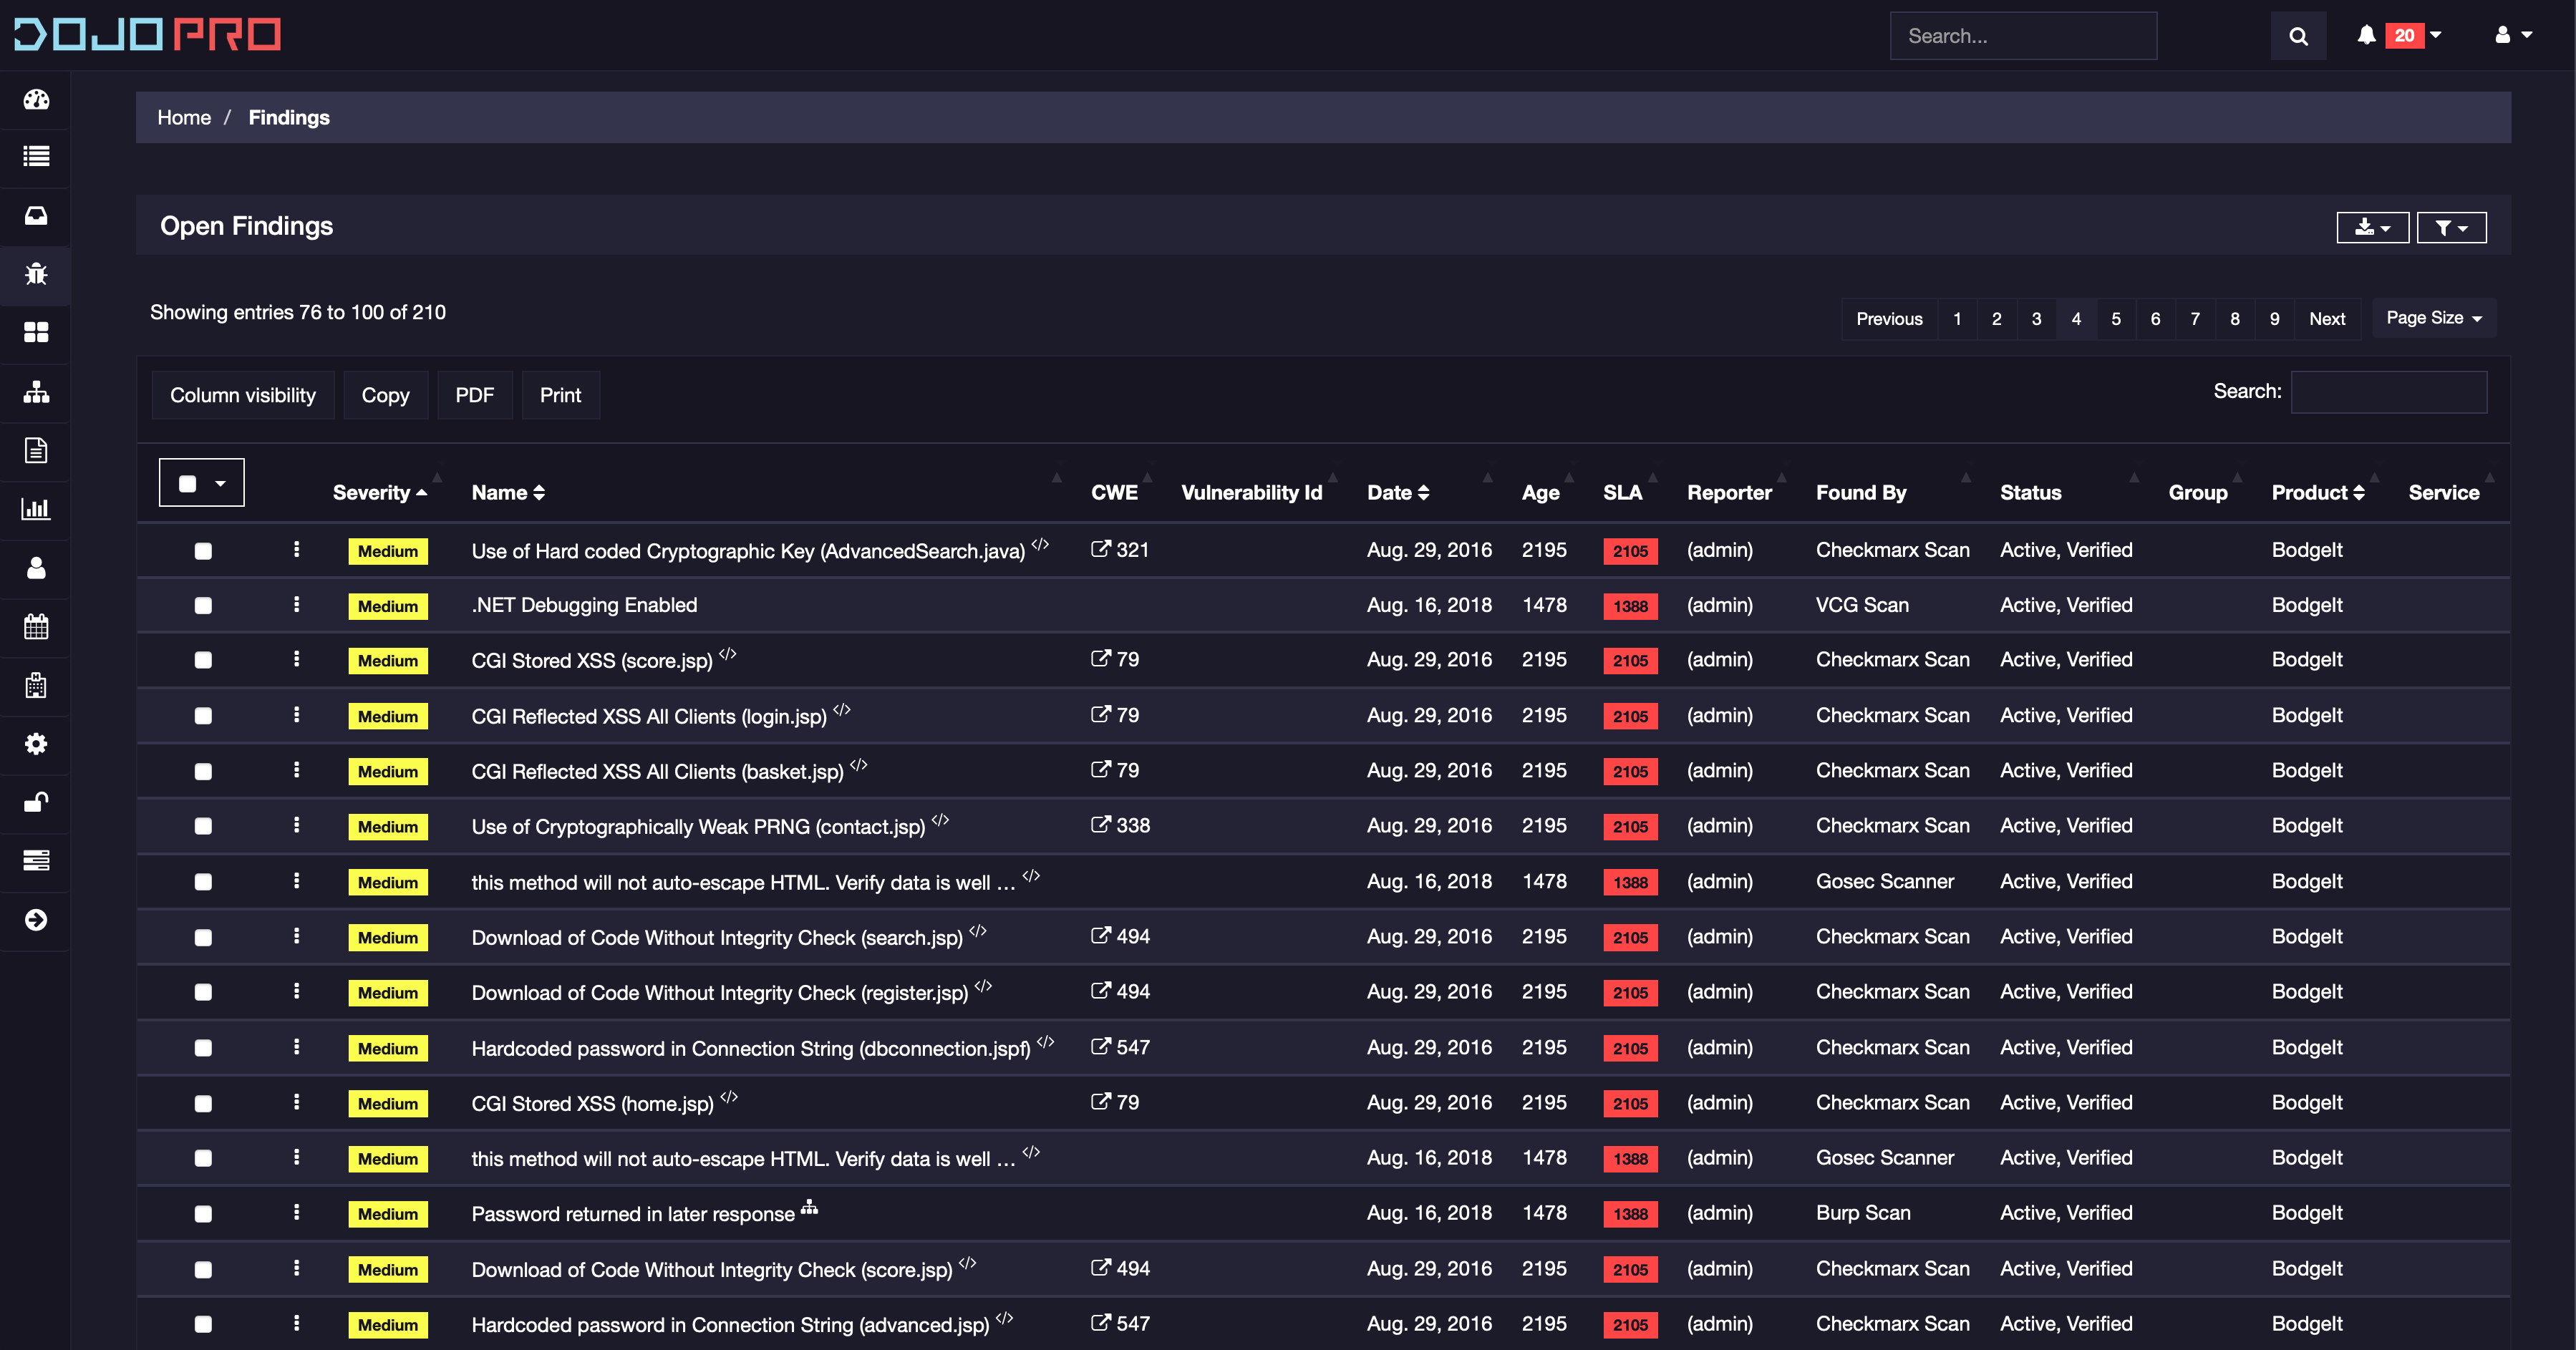 DOJO PRO
Search...
20
Home / Findings
Open Findings
Showing entries 76 to 100 of 210
Previous 1 2 3 4 5 6 7 8 9 Next Page Size
Column visibility Copy PDF Print Search:
Severity Name CWE Vulnerability Id Date Age SLA Reporter Found By Status Group Product Service
Medium Use of Hard coded Cryptographic Key (AdvancedSearch.java) </> 321 Aug. 29, 2016 2195 2105 (admin) Checkmarx Scan Active, Verified BodgeIt
Medium .NET Debugging Enabled Aug. 16, 2018 1478 1388 (admin) VCG Scan Active, Verified BodgeIt
Medium CGI Stored XSS (score.jsp) </> 79 Aug. 29, 2016 2195 2105 (admin) Checkmarx Scan Active, Verified BodgeIt
Medium CGI Reflected XSS All Clients (login.jsp) </> 79 Aug. 29, 2016 2195 2105 (admin) Checkmarx Scan Active, Verified BodgeIt
Medium CGI Reflected XSS All Clients (basket.jsp) </> 79 Aug. 29, 2016 2195 2105 (admin) Checkmarx Scan Active, Verified BodgeIt
Medium Use of Cryptographically Weak PRNG (contact.jsp) </> 338 Aug. 29, 2016 2195 2105 (admin) Checkmarx Scan Active, Verified BodgeIt
Medium this method will not auto-escape HTML. Verify data is well … </> Aug. 16, 2018 1478 1388 (admin) Gosec Scanner Active, Verified BodgeIt
Medium Download of Code Without Integrity Check (search.jsp) </> 494 Aug. 29, 2016 2195 2105 (admin) Checkmarx Scan Active, Verified BodgeIt
Medium Download of Code Without Integrity Check (register.jsp) </> 494 Aug. 29, 2016 2195 2105 (admin) Checkmarx Scan Active, Verified BodgeIt
Medium Hardcoded password in Connection String (dbconnection.jspf) </> 547 Aug. 29, 2016 2195 2105 (admin) Checkmarx Scan Active, Verified BodgeIt
Medium CGI Stored XSS (home.jsp) </> 79 Aug. 29, 2016 2195 2105 (admin) Checkmarx Scan Active, Verified BodgeIt
Medium this method will not auto-escape HTML. Verify data is well … </> Aug. 16, 2018 1478 1388 (admin) Gosec Scanner Active, Verified BodgeIt
Medium Password returned in later response Aug. 16, 2018 1478 1388 (admin) Burp Scan Active, Verified BodgeIt
Medium Download of Code Without Integrity Check (score.jsp) </> 494 Aug. 29, 2016 2195 2105 (admin) Checkmarx Scan Active, Verified BodgeIt
Medium Hardcoded password in Connection String (advanced.jsp) </> 547 Aug. 29, 2016 2195 2105 (admin) Checkmarx Scan Active, Verified BodgeIt